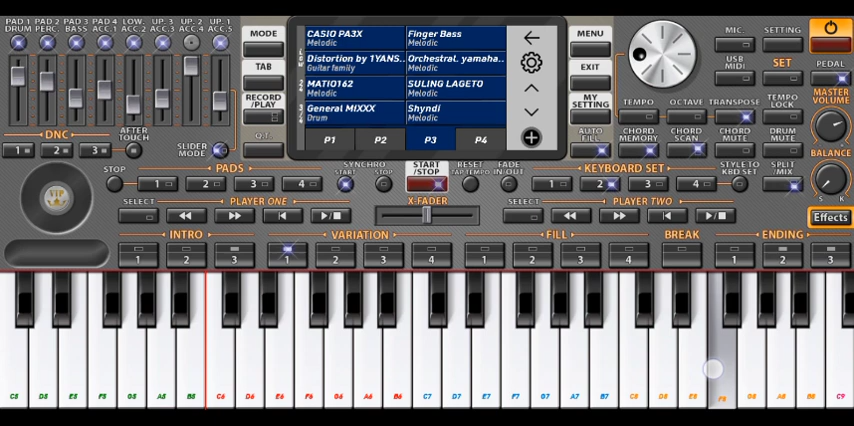 PAD 1 PAD 2 PAD 3 PAD 4 LOW. UP. 3 UP. 2 UP. 1
DRUM PERC. BASS ACC.1 ACC.2 ACC.3 ACC.4 ACC.5
MODE
TAB
RECORD
/PLAY
O.T.
CASIO PA3X
Melodic
Finger Bass
Melodic
Distortion by 1YANS..
Guitar family
Orchestral. yamaha..
Melodic
MATIO162
Melodic
SULING LAGETO
Melodic
General MIXXX
Drum
Shyndi
Melodic
P1 P2 P3 P4
MENU
EXIT
MY
SETTING
AUTO
FILL
MIC.
SETTING
USB
MIDI
SET
PEDAL
TEMPO OCTAVE TRANSPOSE TEMPO
LOCK
CHORD
MEMORY
CHORD
SCAN
CHORD
MUTE
DRUM
MUTE
MASTER
VOLUME
BALANCE
S K
Effects
DNC
1 2 3
AFTER
TOUCH
SLIDER
MODE
STOP
PADS
1 2 3 4
SYNCHRO
START STOP
START
/STOP
RESET
TAP TEMPO
FADE
IN/OUT
KEYBOARD SET
1 2 3 4
STYLE TO
KBD SET
SPLIT
/MIX
VIP
SELECT
PLAYER ONE
X-FADER
SELECT
PLAYER TWO
INTRO VARIATION FILL BREAK ENDING
1 2 3 1 2 3 4 1 2 3 4 1 2 3
C5 D5 E5 F5 G5 A5 B5 C6 D6 E6 F6 G6 A6 B6 C7 D7 E7 F7 G7 A7 B7 C8 D8 E8 F8 G8 A8 B8 C9